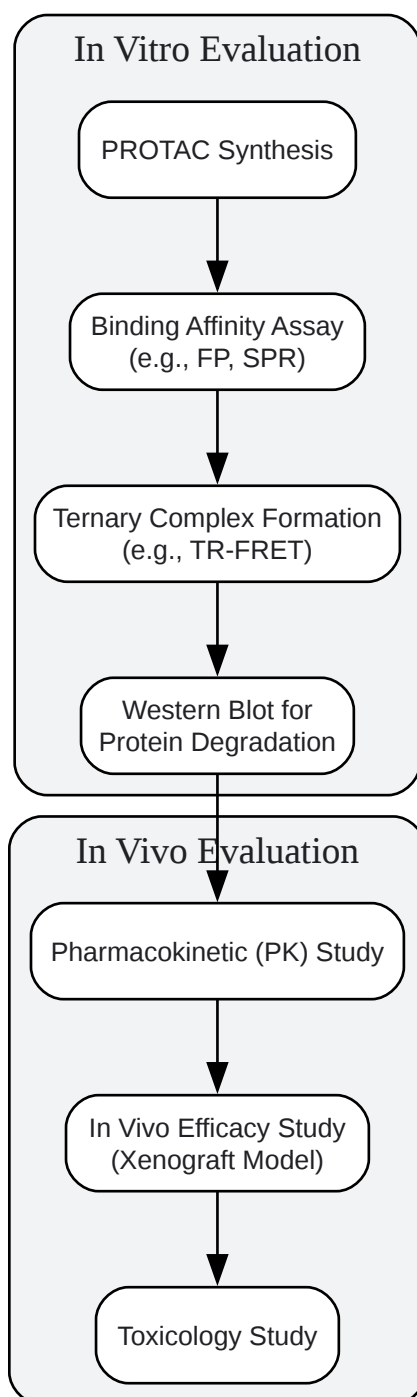 In Vitro Evaluation
PROTAC Synthesis
Binding Affinity Assay
(e.g., FP, SPR)
Ternary Complex Formation
(e.g., TR-FRET)
Western Blot for
Protein Degradation
In Vivo Evaluation
Pharmacokinetic (PK) Study
In Vivo Efficacy Study
(Xenograft Model)
Toxicology Study